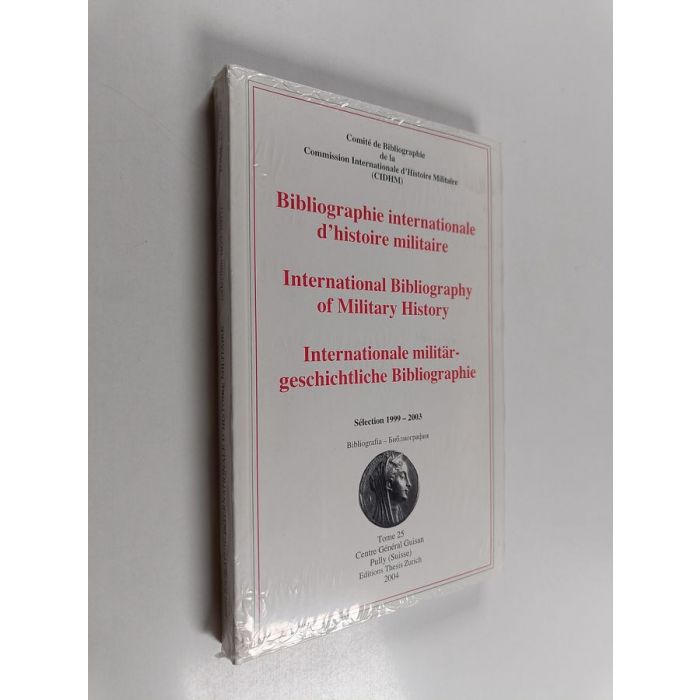 Comité de Bibliographie
de la
Commission Internationale d'Histoire Militaire
(CIDHM)
Bibliographie internationale
d'histoire militaire
International Bibliography
of Military History
Internationale militär-
geschichtliche Bibliographie
Sélection 1999 – 2003
Bibliografia – Библиография
Tome 25
Centre Général Guisan
Pully (Suisse)
Editions Thesis Zurich
2004